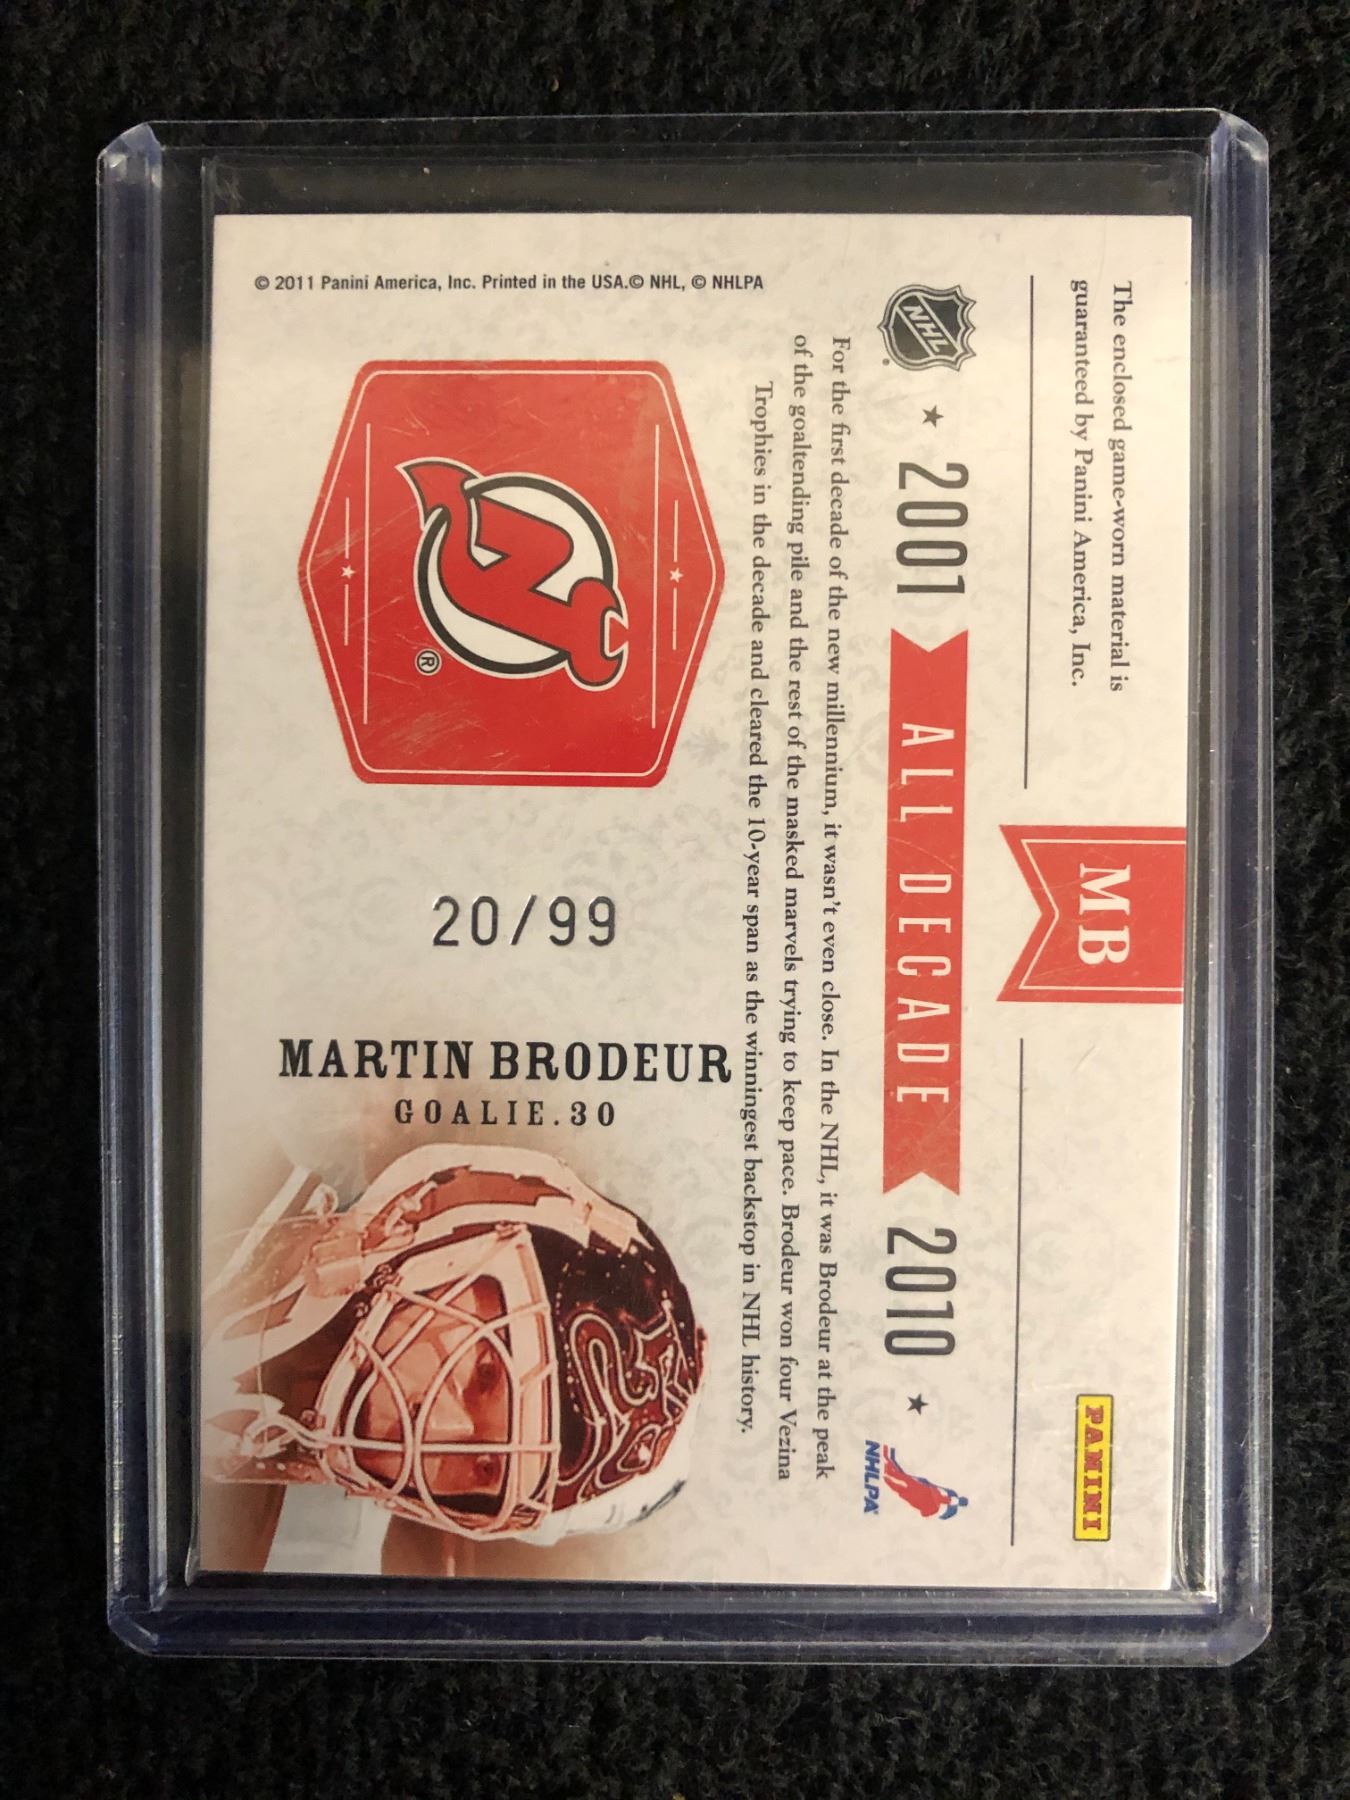 The enclosed game-worn material is
guaranteed by Panini America, Inc.
MB
PANINI
NHL
2001 ALL DECADE 2010
NHLPA
For the first decade of the new millennium, it wasn't even close. In the NHL, it was Brodeur at the peak
of the goaltending pile and the rest of the masked marvels trying to keep pace. Brodeur won four Vezina
Trophies in the decade and cleared the 10-year span as the winningest backstop in NHL history.
© 2011 Panini America, Inc. Printed in the USA.© NHL, © NHLPA
NJ
®
20/99
MARTIN BRODEUR
GOALIE.30